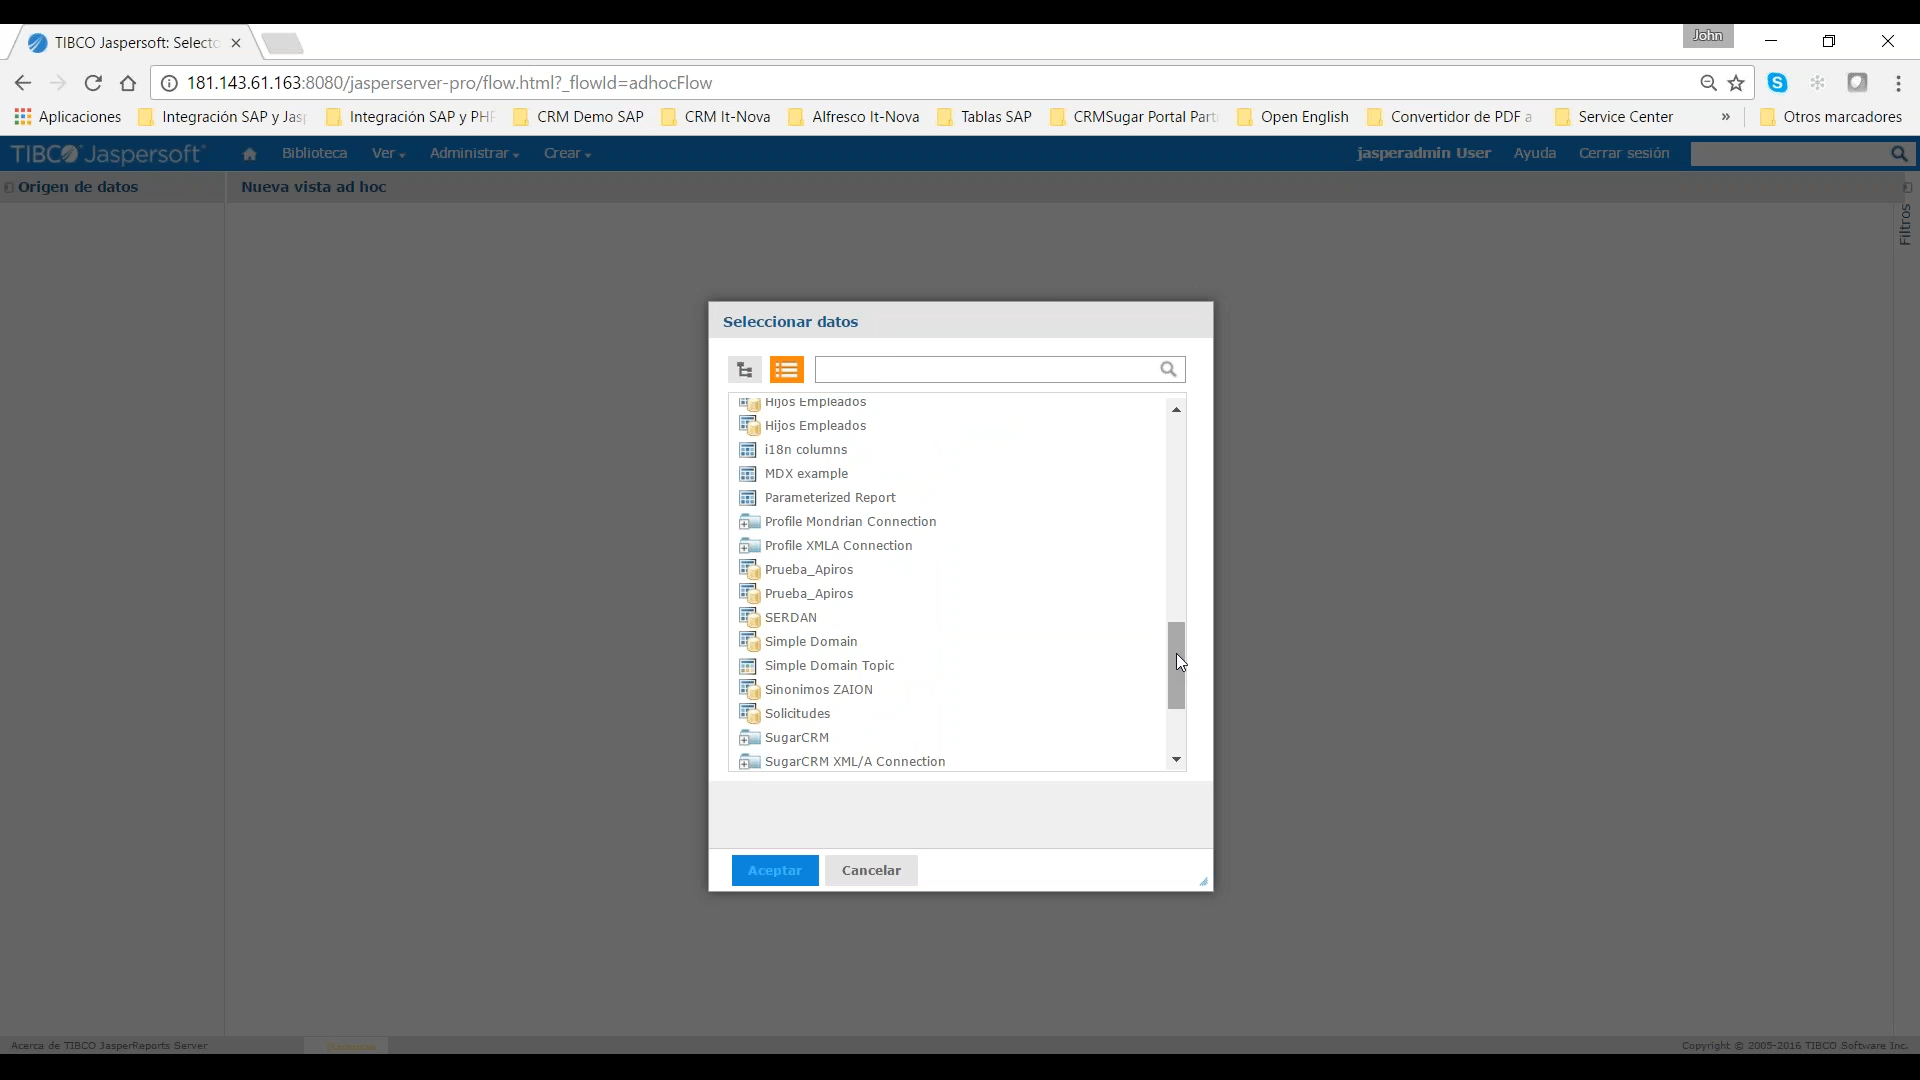 TIBCO Jaspersoft: Selecto
John
181.143.61.163:8080/jasperserver-pro/flow.html?_flowId=adhocFlow
Aplicaciones Integración SAP y Jas Integración SAP y PHP CRM Demo SAP CRM It-Nova Alfresco It-Nova Tablas SAP CRMSugar Portal Part Open English Convertidor de PDF a Service Center » Otros marcadores
TIBCO Jaspersoft Biblioteca Ver Administrar Crear jasperadmin User Ayuda Cerrar sesión
Origen de datos Nueva vista ad hoc
Filtros
Seleccionar datos
Hijos Empleados
Hijos Empleados
i18n columns
MDX example
Parameterized Report
Profile Mondrian Connection
Profile XMLA Connection
Prueba_Apiros
Prueba_Apiros
SERDAN
Simple Domain
Simple Domain Topic
Sinonimos ZAION
Solicitudes
SugarCRM
SugarCRM XML/A Connection
Aceptar Cancelar
Acerca de TIBCO JasperReports Server Copyright © 2005-2016 TIBCO Software Inc.